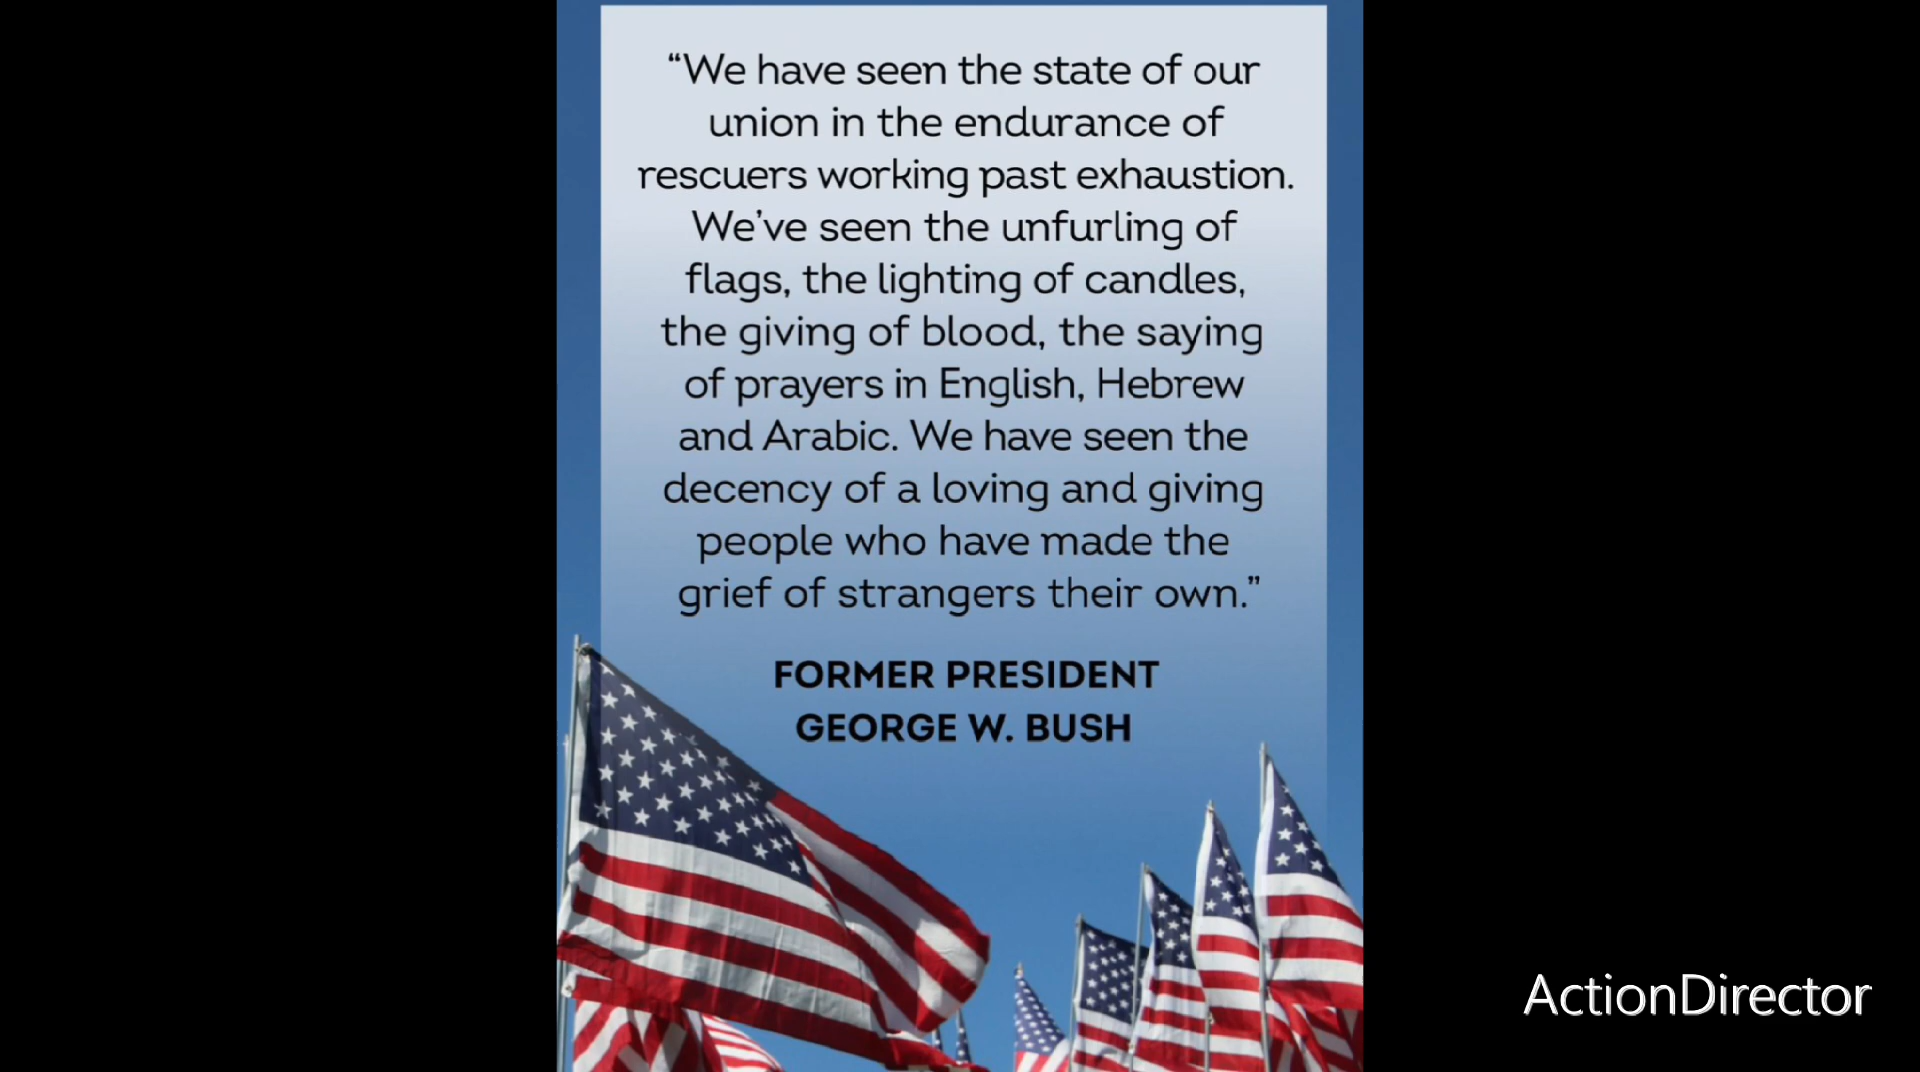 “We have seen the state of our
union in the endurance of
rescuers working past exhaustion.
We’ve seen the unfurling of
flags, the lighting of candles,
the giving of blood, the saying
of prayers in English, Hebrew
and Arabic. We have seen the
decency of a loving and giving
people who have made the
grief of strangers their own.”
FORMER PRESIDENT
GEORGE W. BUSH
ActionDirector